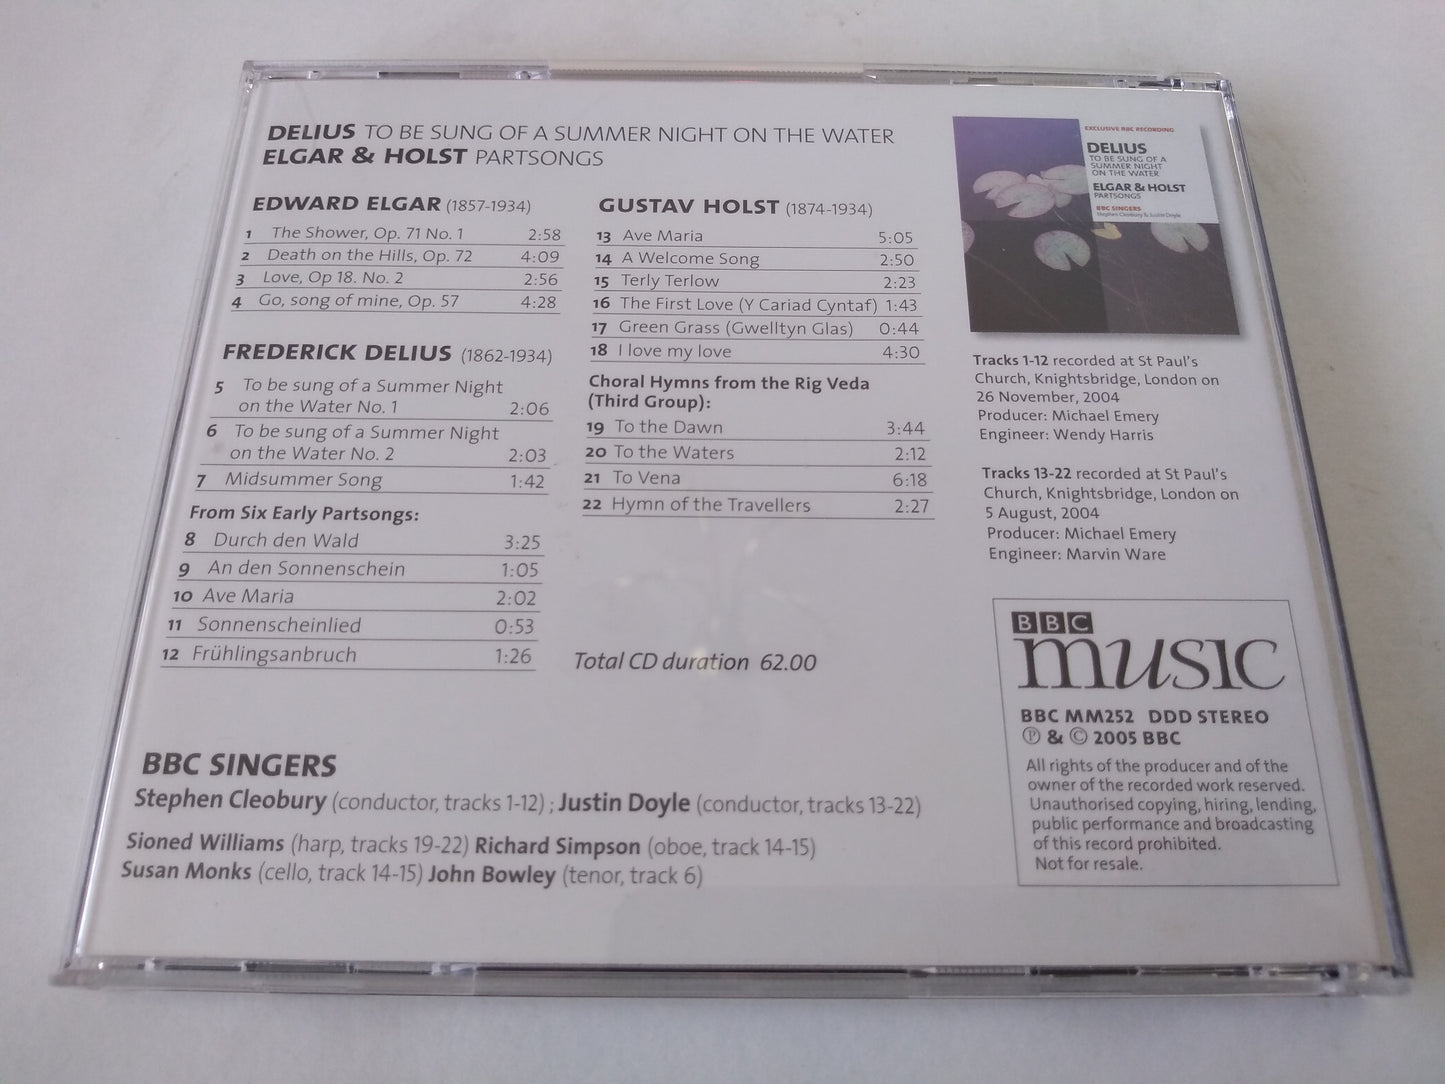 DELIUS TO BE SUNG OF A SUMMER NIGHT ON THE WATER
ELGAR & HOLST PARTSONGS
EDWARD ELGAR (1857-1934)
1 The Shower, Op. 71 No. 1 2:58
2 Death on the Hills, Op. 72 4:09
3 Love, Op 18. No. 2 2:56
4 Go, song of mine, Op. 57 4:28
FREDERICK DELIUS (1862-1934)
5 To be sung of a Summer Night
on the Water No. 1 2:06
6 To be sung of a Summer Night
on the Water No. 2 2:03
7 Midsummer Song 1:42
From Six Early Partsongs:
8 Durch den Wald 3:25
9 An den Sonnenschein 1:05
10 Ave Maria 2:02
11 Sonnenscheinlied 0:53
12 Frühlingsanbruch 1:26
GUSTAV HOLST (1874-1934)
13 Ave Maria 5:05
14 A Welcome Song 2:50
15 Terly Terlow 2:23
16 The First Love (Y Cariad Cyntaf) 1:43
17 Green Grass (Gwelltyn Glas) 0:44
18 I love my love 4:30
Choral Hymns from the Rig Veda
(Third Group):
19 To the Dawn 3:44
20 To the Waters 2:12
21 To Vena 6:18
22 Hymn of the Travellers 2:27
Total CD duration 62.00
BBC SINGERS
Stephen Cleobury (conductor, tracks 1-12) ; Justin Doyle (conductor, tracks 13-22)
Sioned Williams (harp, tracks 19-22) Richard Simpson (oboe, track 14-15)
Susan Monks (cello, track 14-15) John Bowley (tenor, track 6)
EXCLUSIVE BBC RECORDING
DELIUS
TO BE SUNG OF A
SUMMER NIGHT
ON THE WATER
ELGAR & HOLST
PARTSONGS
BBC SINGERS
Stephen Cleobury & Justin Doyle
Tracks 1-12 recorded at St Paul's
Church, Knightsbridge, London on
26 November, 2004
Producer: Michael Emery
Engineer: Wendy Harris
Tracks 13-22 recorded at St Paul's
Church, Knightsbridge, London on
5 August, 2004
Producer: Michael Emery
Engineer: Marvin Ware
BBC
music
BBC MM252 DDD STEREO
℗ & © 2005 BBC
All rights of the producer and of the
owner of the recorded work reserved.
Unauthorised copying, hiring, lending,
public performance and broadcasting
of this record prohibited.
Not for resale.